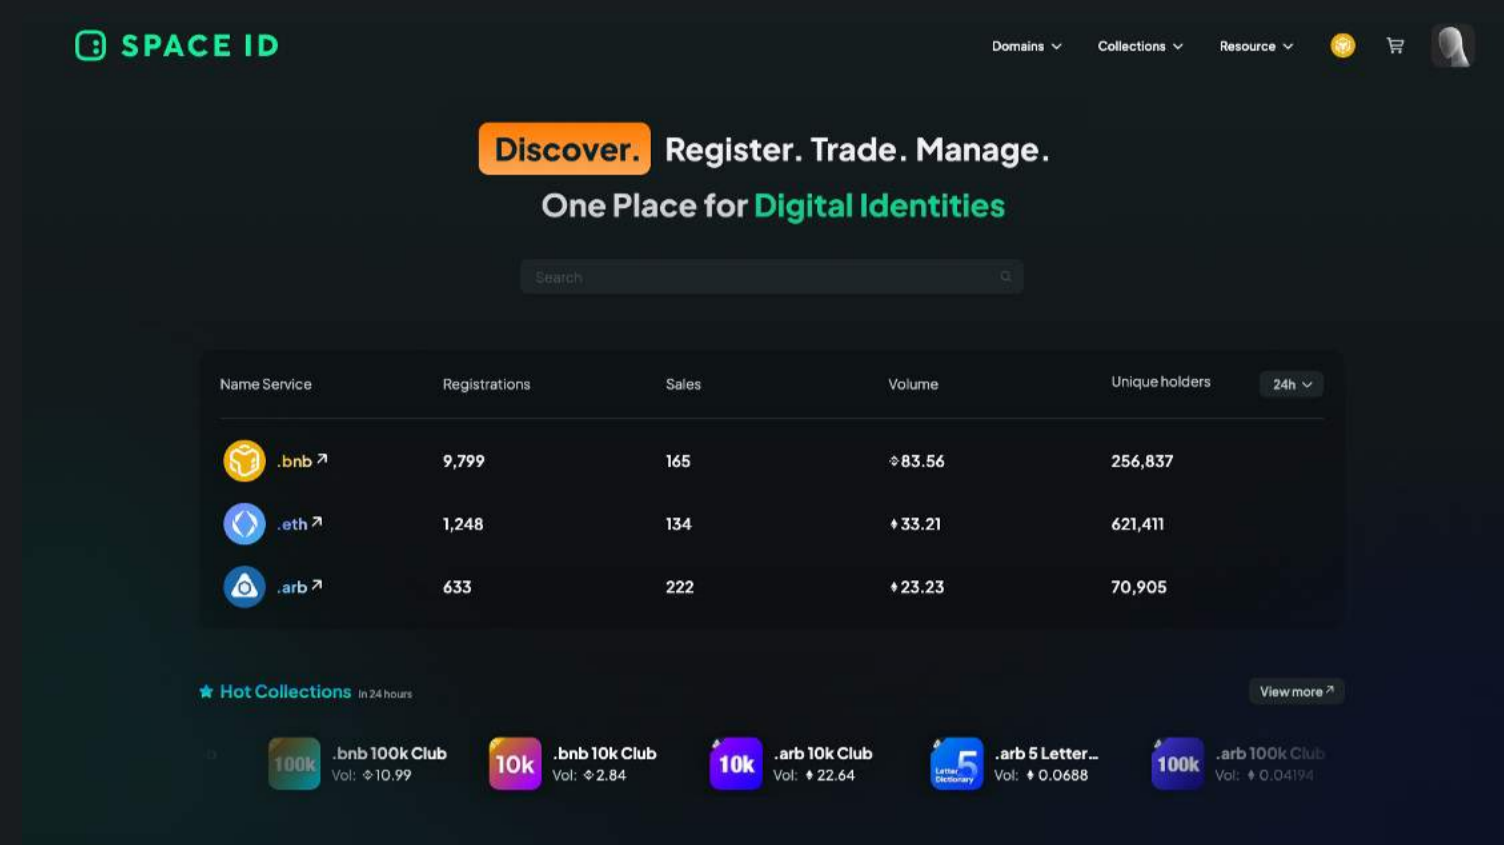 SPACE ID
Domains
Collections
Resource
Discover. Register. Trade. Manage.
One Place for Digital Identities
Search
Name Service Registrations Sales Volume Unique holders 24h
.bnb 9,799 165 83.56 256,837
.eth 1,248 134 33.21 621,411
.arb 633 222 23.23 70,905
Hot Collections In 24 hours
View more
100k
.bnb 100k Club
Vol: 10.99
10k
.bnb 10k Club
Vol: 2.84
10k
.arb 10k Club
Vol: 22.64
5
Letter
Dictionary
.arb 5 Letter...
Vol: 0.0688
100k
.arb 100k Club
Vol: 0.04194